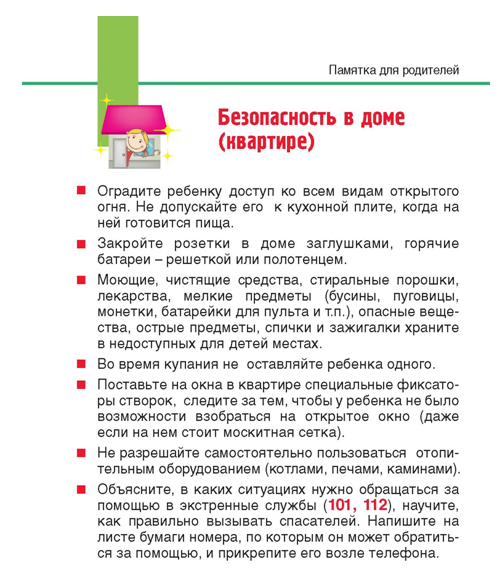 Памятка для родителей
Безопасность в доме
(квартире)
Оградите ребенку доступ ко всем видам открытого
огня. Не допускайте его к кухонной плите, когда на
ней готовится пища.
Закройте розетки в доме заглушками, горячие
батареи – решеткой или полотенцем.
Моющие, чистящие средства, стиральные порошки,
лекарства, мелкие предметы (бусины, пуговицы,
монетки, батарейки для пульта и т.п.), опасные веще-
ства, острые предметы, спички и зажигалки храните
в недоступных для детей местах.
Во время купания не оставляйте ребенка одного.
Поставьте на окна в квартире специальные фиксато-
ры створок, следите за тем, чтобы у ребенка не было
возможности взобраться на открытое окно (даже
если на нем стоит москитная сетка).
Не разрешайте самостоятельно пользоваться отопи-
тельным оборудованием (котлами, печами, каминами).
Объясните, в каких ситуациях нужно обращаться за
помощью в экстренные службы (101, 112), научите,
как правильно вызывать спасателей. Напишите на
листе бумаги номера, по которым он может обратить-
ся за помощью, и прикрепите его возле телефона.